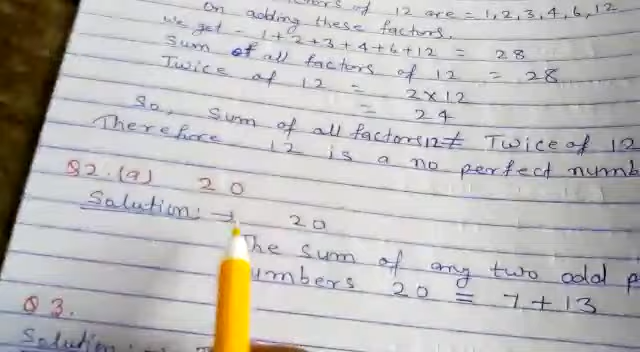 of 12 are = 1, 2, 3, 4, 6, 12
On adding these factors,
we get - 1 + 2 + 3 + 4 + 6 + 12 = 28
Sum of all factors of 12 = 28
Twice of 12 = 2 × 12
= 24
So, Sum of all factors 12 ≠ Twice of 12
Therefore 12 is a no perfect numb
Q2. (a) 20
Solution: → 20
The sum of any two odd p
umbers 20 = 7 + 13
Q3.
Solution: →